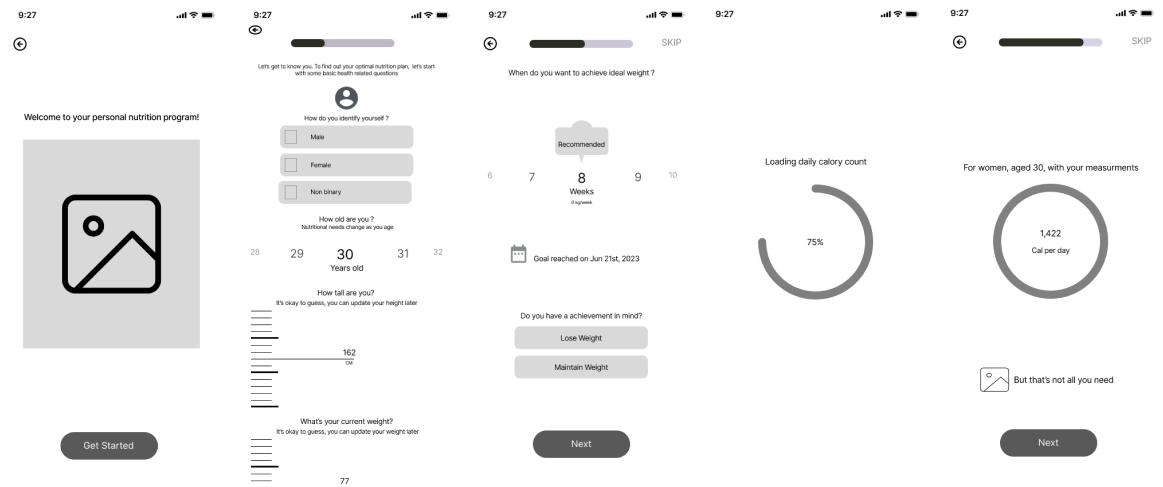 9:27
Welcome to your personal nutrition program!
Get Started
9:27
Let's get to know you. To find out your optimal nutrition plan, let's start
with some basic health related questions
How do you identify yourself ?
Male
Female
Non binary
How old are you ?
Nutritional needs change as you age
28 29 30 31 32
Years old
How tall are you?
It's okay to guess, you can update your height later
162
CM
What's your current weight?
It's okay to guess, you can update your weight later
77
9:27
SKIP
When do you want to achieve ideal weight ?
Recommended
6 7 8 9 10
Weeks
0 kg/week
Goal reached on Jun 21st, 2023
Do you have a achievement in mind?
Lose Weight
Maintain Weight
Next
9:27
Loading daily calory count
75%
9:27
SKIP
For women, aged 30, with your measurments
1,422
Cal per day
But that's not all you need
Next